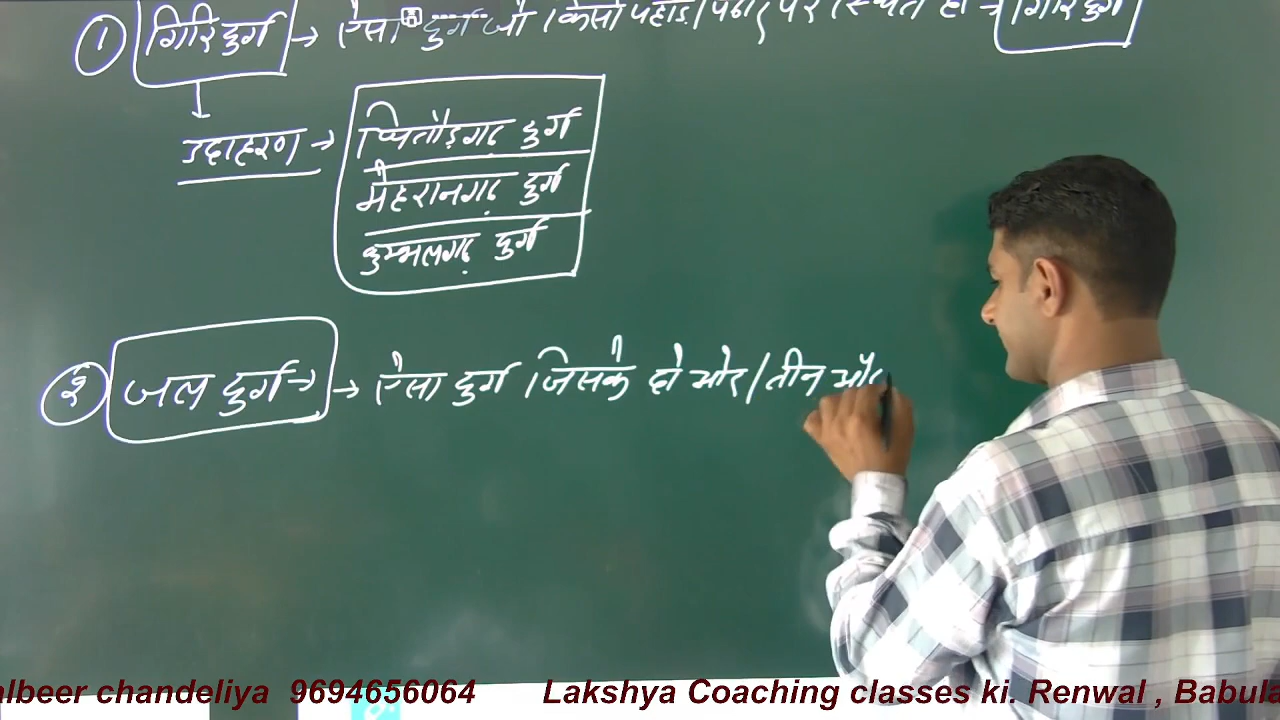 ① गिरि दुर्ग → ऐसा दुर्ग जो किसी पहाड़/पठार पर स्थित हो → गिरि दुर्ग
उदाहरण → चित्तौड़गढ़ दुर्ग
मेहरानगढ़ दुर्ग
कुम्भलगढ़ दुर्ग
२ जल दुर्ग → → ऐसा दुर्ग जिसके दो ओर/तीन ओर
albeer chandeliya 9694656064 Lakshya Coaching classes ki. Renwal , Babula